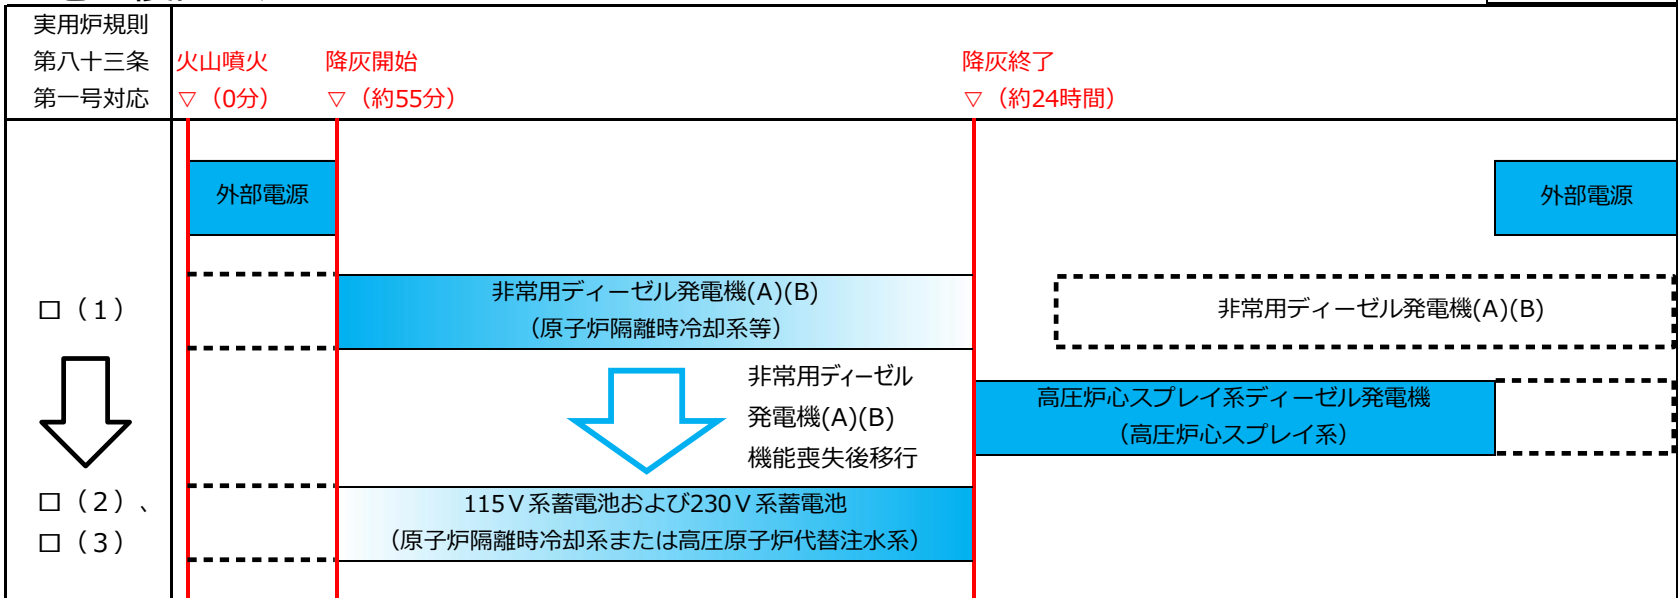 実用炉規則
第八十三条
第一号対応
火山噴火
▽（0分）
降灰開始
▽（約55分）
降灰終了
▽（約24時間）
外部電源
外部電源
ロ（1）
非常用ディーゼル発電機(A)(B)
（原子炉隔離時冷却系等）
非常用ディーゼル発電機(A)(B)
非常用ディーゼル
発電機(A)(B)
機能喪失後移行
高圧炉心スプレイ系ディーゼル発電機
（高圧炉心スプレイ系）
ロ（2）、
ロ（3）
115Ｖ系蓄電池および230Ｖ系蓄電池
（原子炉隔離時冷却系または高圧原子炉代替注水系）